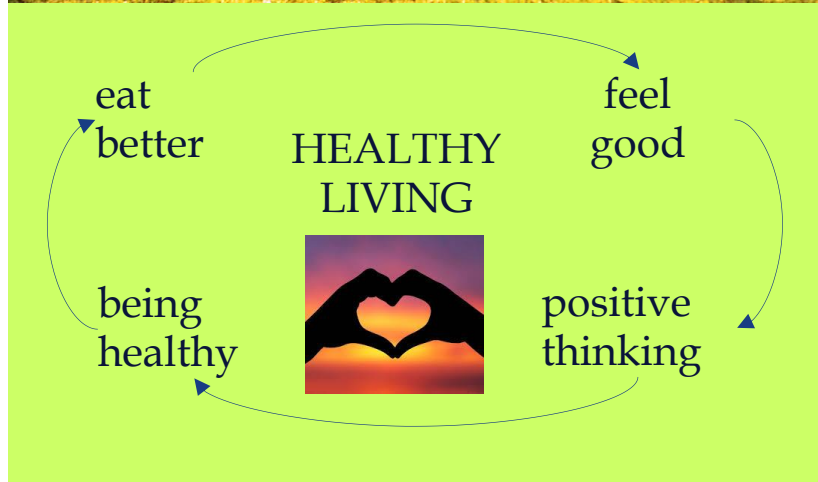 eat
better
feel
good
HEALTHY
LIVING
being
healthy
positive
thinking